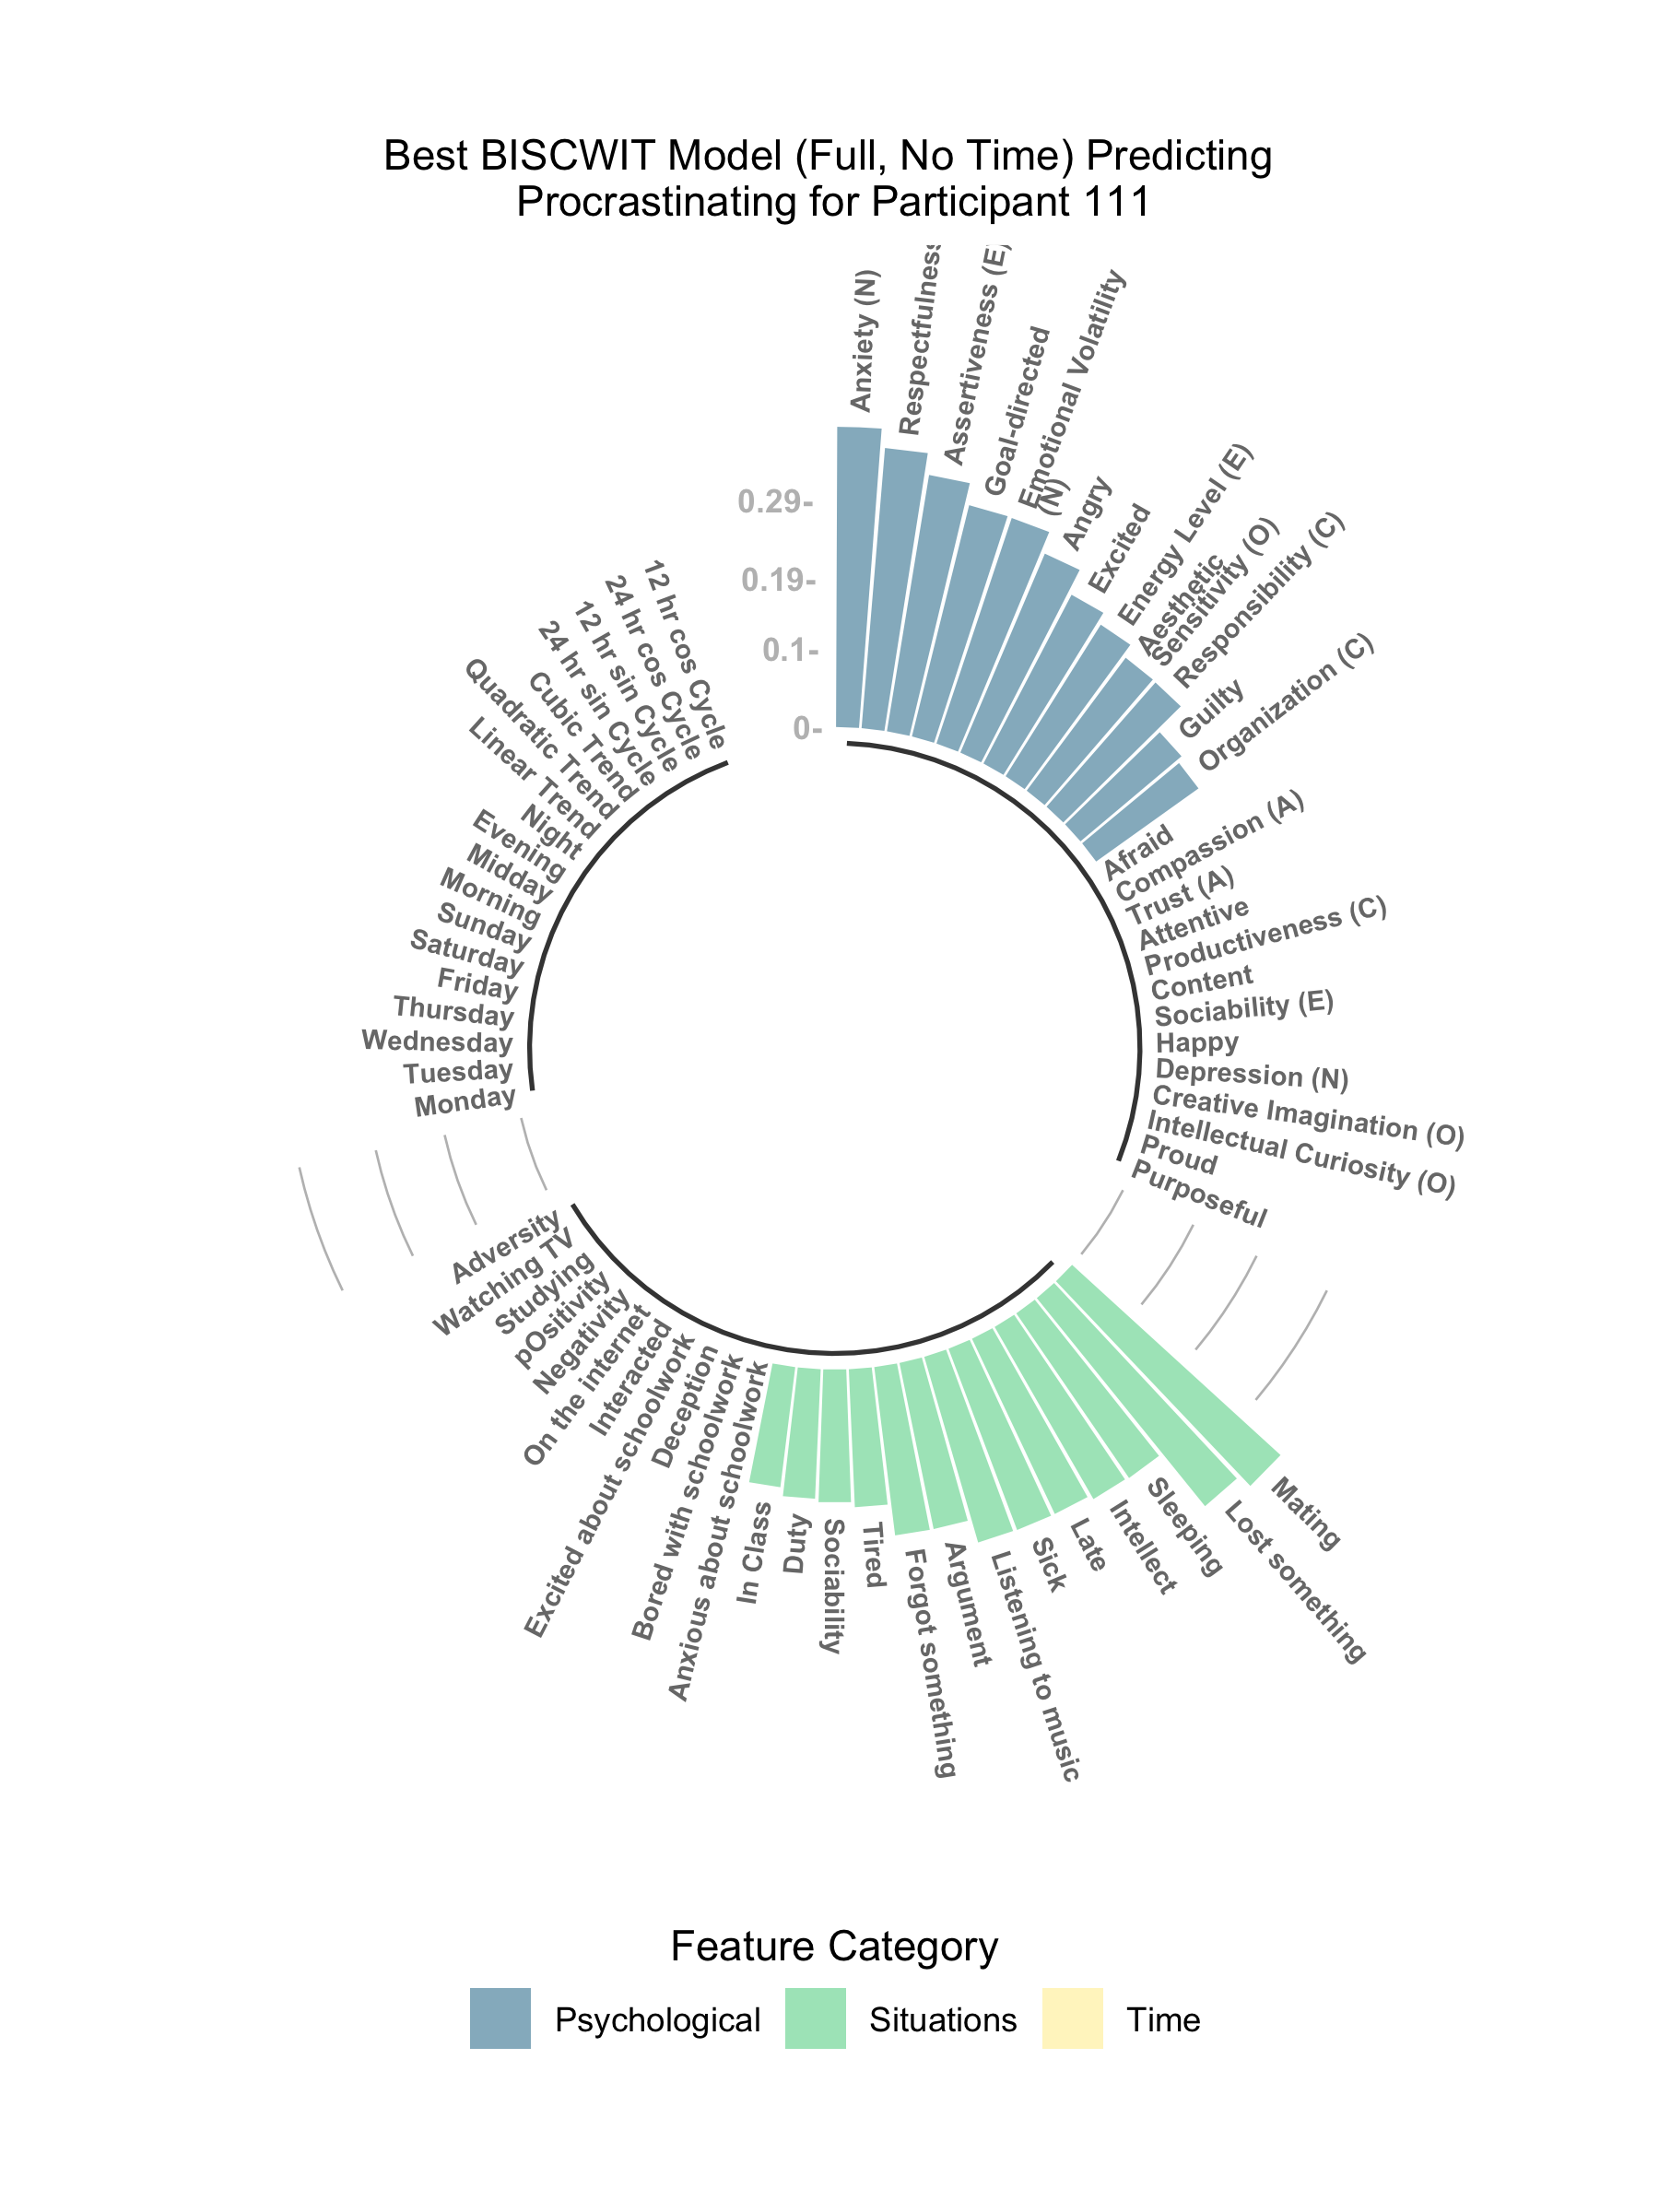 Best BISCWIT Model (Full, No Time) Predicting
Procrastinating for Participant 111
0.29-
0.19-
0.1-
0-
Anxiety (N)
Respectfulness
Assertiveness (E)
Goal-directed
Emotional Volatility
(N)
Angry
Excited
Energy Level (E)
Aesthetic
Sensitivity (O)
Responsibility (C)
Guilty
Organization (C)
Afraid
Compassion (A)
Trust (A)
Attentive
Productiveness (C)
Content
Sociability (E)
Happy
Depression (N)
Creative Imagination (O)
Intellectual Curiosity (O)
Proud
Purposeful
Mating
Lost something
Sleeping
Intellect
Late
Sick
Listening to music
Argument
Forgot something
Tired
Sociability
Duty
In Class
Anxious about schoolwork
Bored with schoolwork
Deception
Excited about schoolwork
Interacted
On the internet
Negativity
pOsitivity
Studying
Watching TV
Adversity
Monday
Tuesday
Wednesday
Thursday
Friday
Saturday
Sunday
Morning
Midday
Evening
Night
Linear Trend
Quadratic Trend
Cubic Trend
24 hr sin Cycle
12 hr sin Cycle
24 hr cos Cycle
12 hr cos Cycle
Feature Category
Psychological
Situations
Time